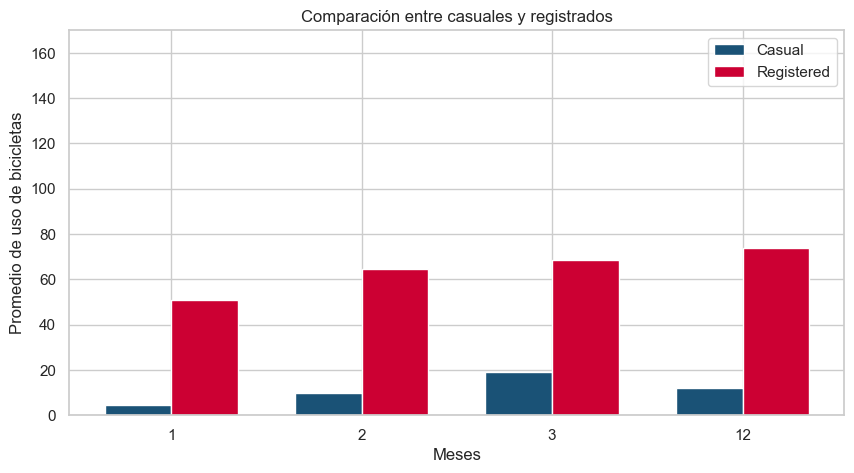 Comparación entre casuales y registrados
Casual
Registered
Promedio de uso de bicicletas
160
140
120
100
80
60
40
20
0
1 2 3 12
Meses